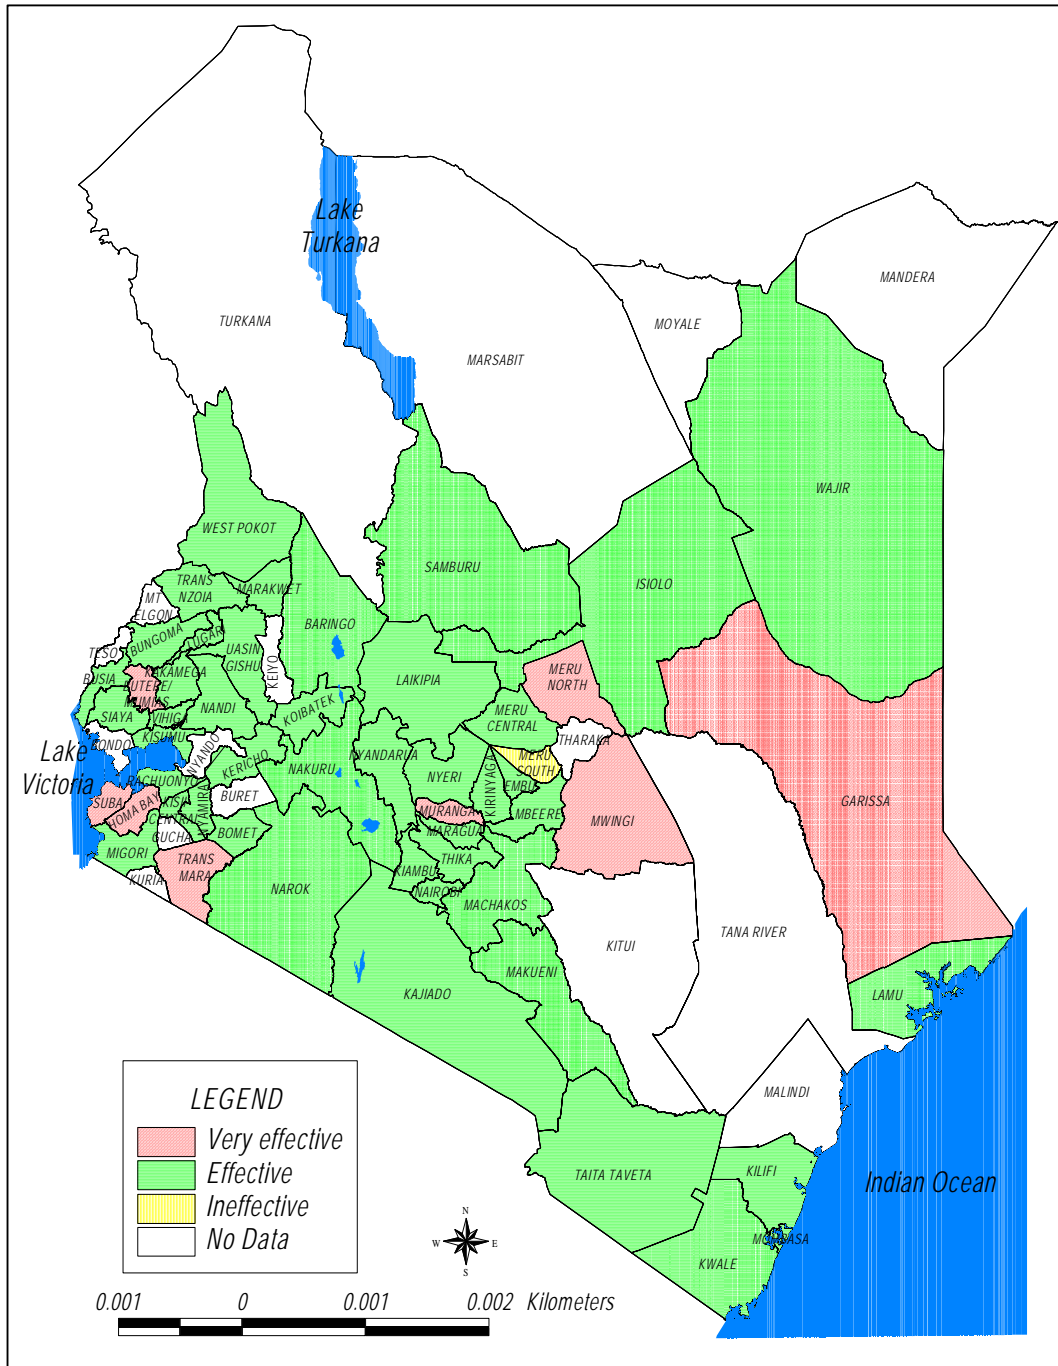 Lake
Turkana
TURKANA
MARSABIT
MOYALE
MANDERA
WAJIR
WEST POKOT
SAMBURU
ISIOLO
TRANS
NZOIA
MARAKWET
MT
ELGON
BARINGO
BUNGOMA
LUGARI
TESO
UASIN
GISHU
KEIYO
BUSIA
KAKAMEGA
BUTERE/
MUMIAS
LAIKIPIA
MERU
NORTH
SIAYA
VIHIGA
NANDI
KOIBATEK
MERU
CENTRAL
THARAKA
BONDO
KISUMU
NYANDO
Lake
Victoria
KERICHO
NAKURU
NYANDARUA
NYERI
KIRINYAGA
MERU
SOUTH
EMBU
RACHUONYO
SUBA
HOMA BAY
KISII
CENTRAL
NYAMIRA
BURET
MURANGA
MBEERE
MWINGI
GARISSA
GUCHA
BOMET
MARAGUA
MIGORI
TRANS
MARA
THIKA
KIAMBU
KURIA
NAROK
NAIROBI
MACHAKOS
KITUI
TANA RIVER
MAKUENI
KAJIADO
LAMU
MALINDI
TAITA TAVETA
KILIFI
Indian Ocean
MOMBASA
KWALE
LEGEND
Very effective
Effective
Ineffective
No Data
N
W
E
S
0.001 0 0.001 0.002 Kilometers